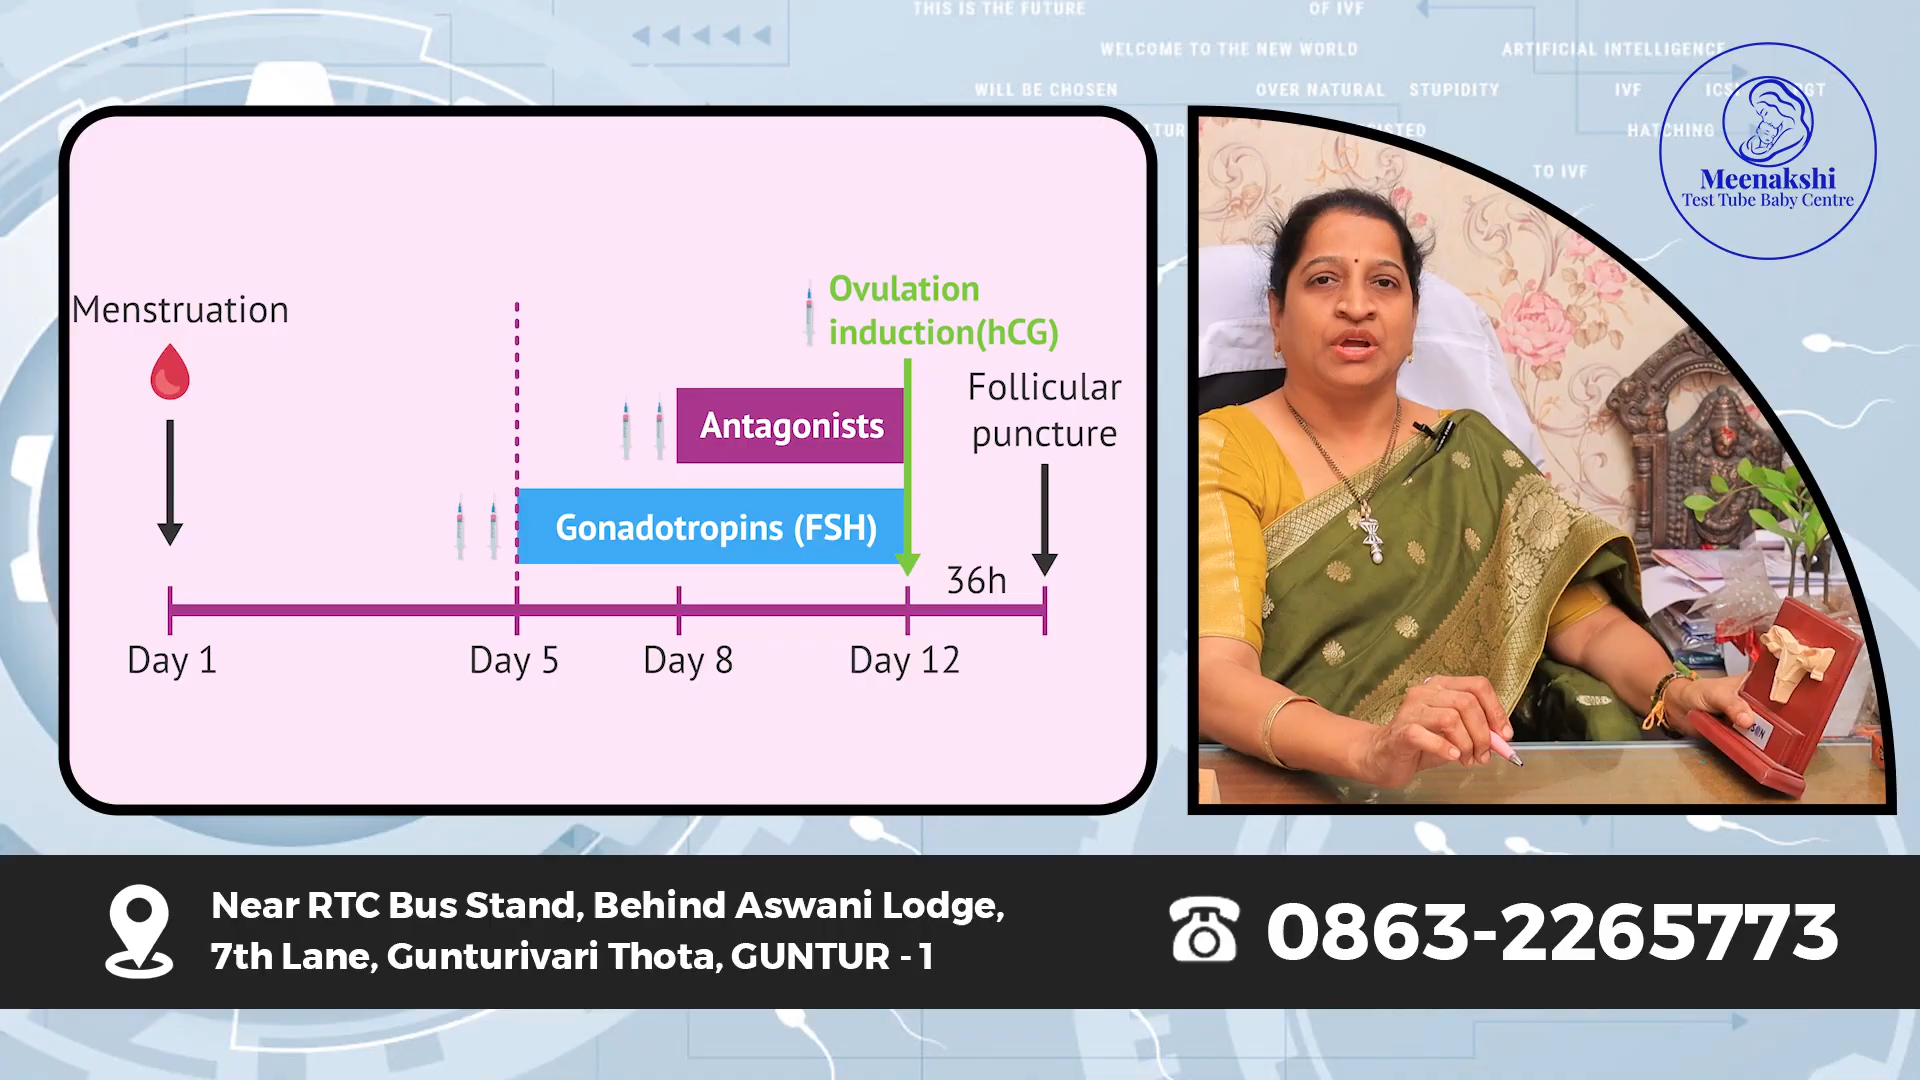 THIS IS THE FUTURE OF IVF
WELCOME TO THE NEW WORLD ARTIFICIAL INTELLIGENCE
WILL BE CHOSEN OVER NATURAL STUPIDITY IVF
HATCHING
TO IVF
Meenakshi
Test Tube Baby Centre
Menstruation
Ovulation
induction(hCG)
Follicular
puncture
Antagonists
Gonadotropins (FSH)
36h
Day 1 Day 5 Day 8 Day 12
Near RTC Bus Stand, Behind Aswani Lodge,
7th Lane, Gunturivari Thota, GUNTUR - 1
0863-2265773